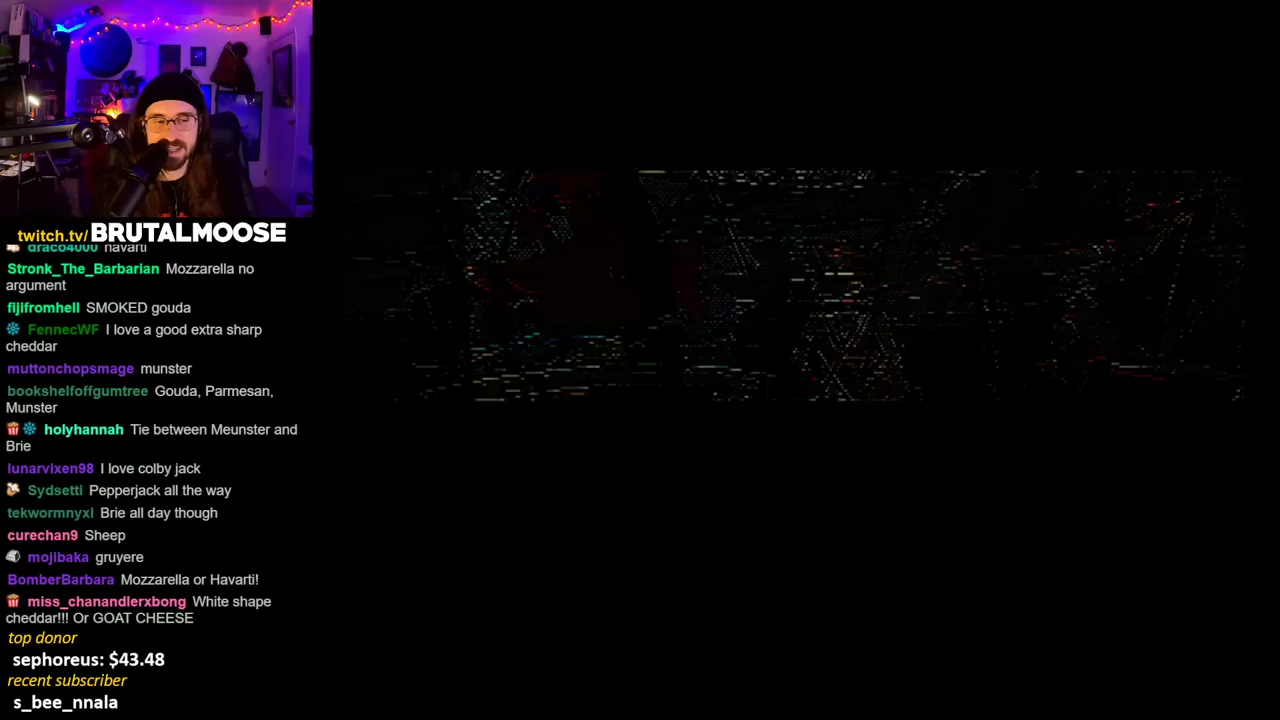 twitch.tv/BRUTALMOOSE
draco4000 havarti
Stronk_The_Barbarian Mozzarella no
argument
fijifromhell SMOKED gouda
FennecWF I love a good extra sharp
cheddar
muttonchopsmage munster
bookshelfoffgumtree Gouda, Parmesan,
Munster
holyhannah Tie between Meunster and
Brie
lunarvixen98 I love colby jack
Sydsetti Pepperjack all the way
tekwormnyxl Brie all day though
curechan9 Sheep
mojibaka gruyere
BomberBarbara Mozzarella or Havarti!
miss_chanandlerxbong White shape
cheddar!!! Or GOAT CHEESE
top donor
sephoreus: $43.48
recent subscriber
s_bee_nnala